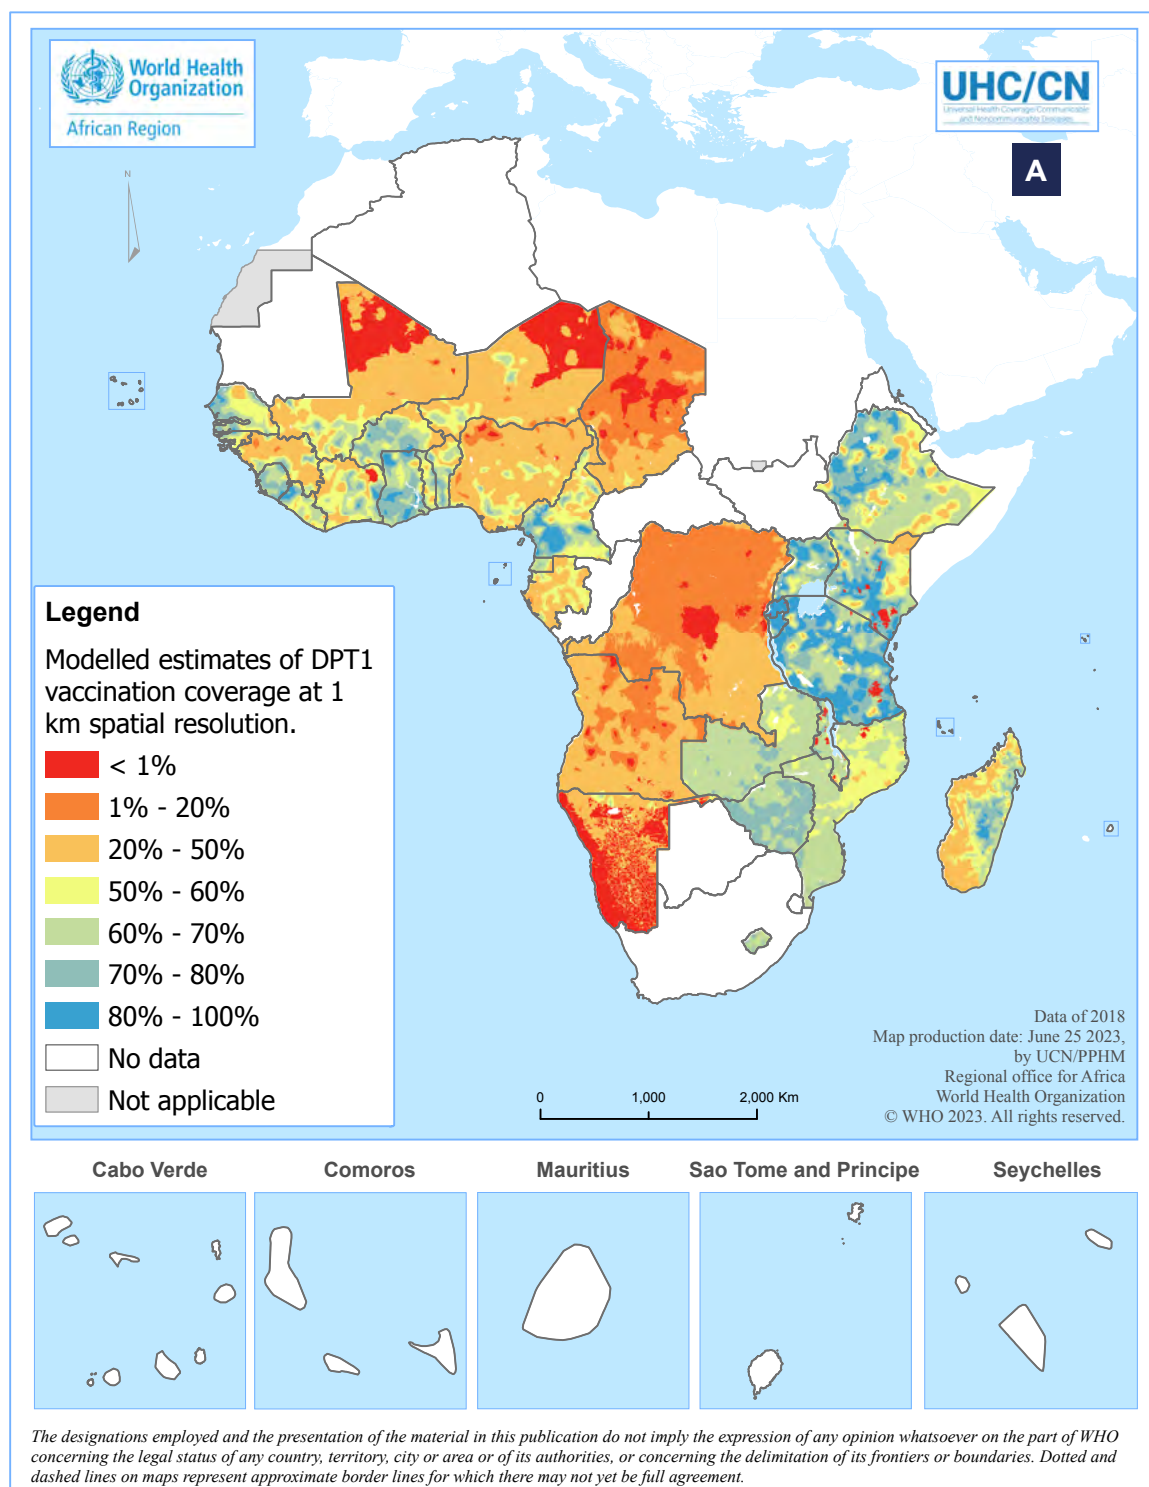 World Health
Organization
African Region
UHC/CN
Universal Health Coverage/Communicable
and Noncommunicable Diseases
A
N
Legend
Modelled estimates of DPT1
vaccination coverage at 1
km spatial resolution.
< 1%
1% - 20%
20% - 50%
50% - 60%
60% - 70%
70% - 80%
80% - 100%
No data
Not applicable
0 1,000 2,000 Km
Data of 2018
Map production date: June 25 2023,
by UCN/PPHM
Regional office for Africa
World Health Organization
© WHO 2023. All rights reserved.
Cabo Verde
Comoros
Mauritius
Sao Tome and Principe
Seychelles
The designations employed and the presentation of the material in this publication do not imply the expression of any opinion whatsoever on the part of WHO
concerning the legal status of any country, territory, city or area or of its authorities, or concerning the delimitation of its frontiers or boundaries. Dotted and
dashed lines on maps represent approximate border lines for which there may not yet be full agreement.